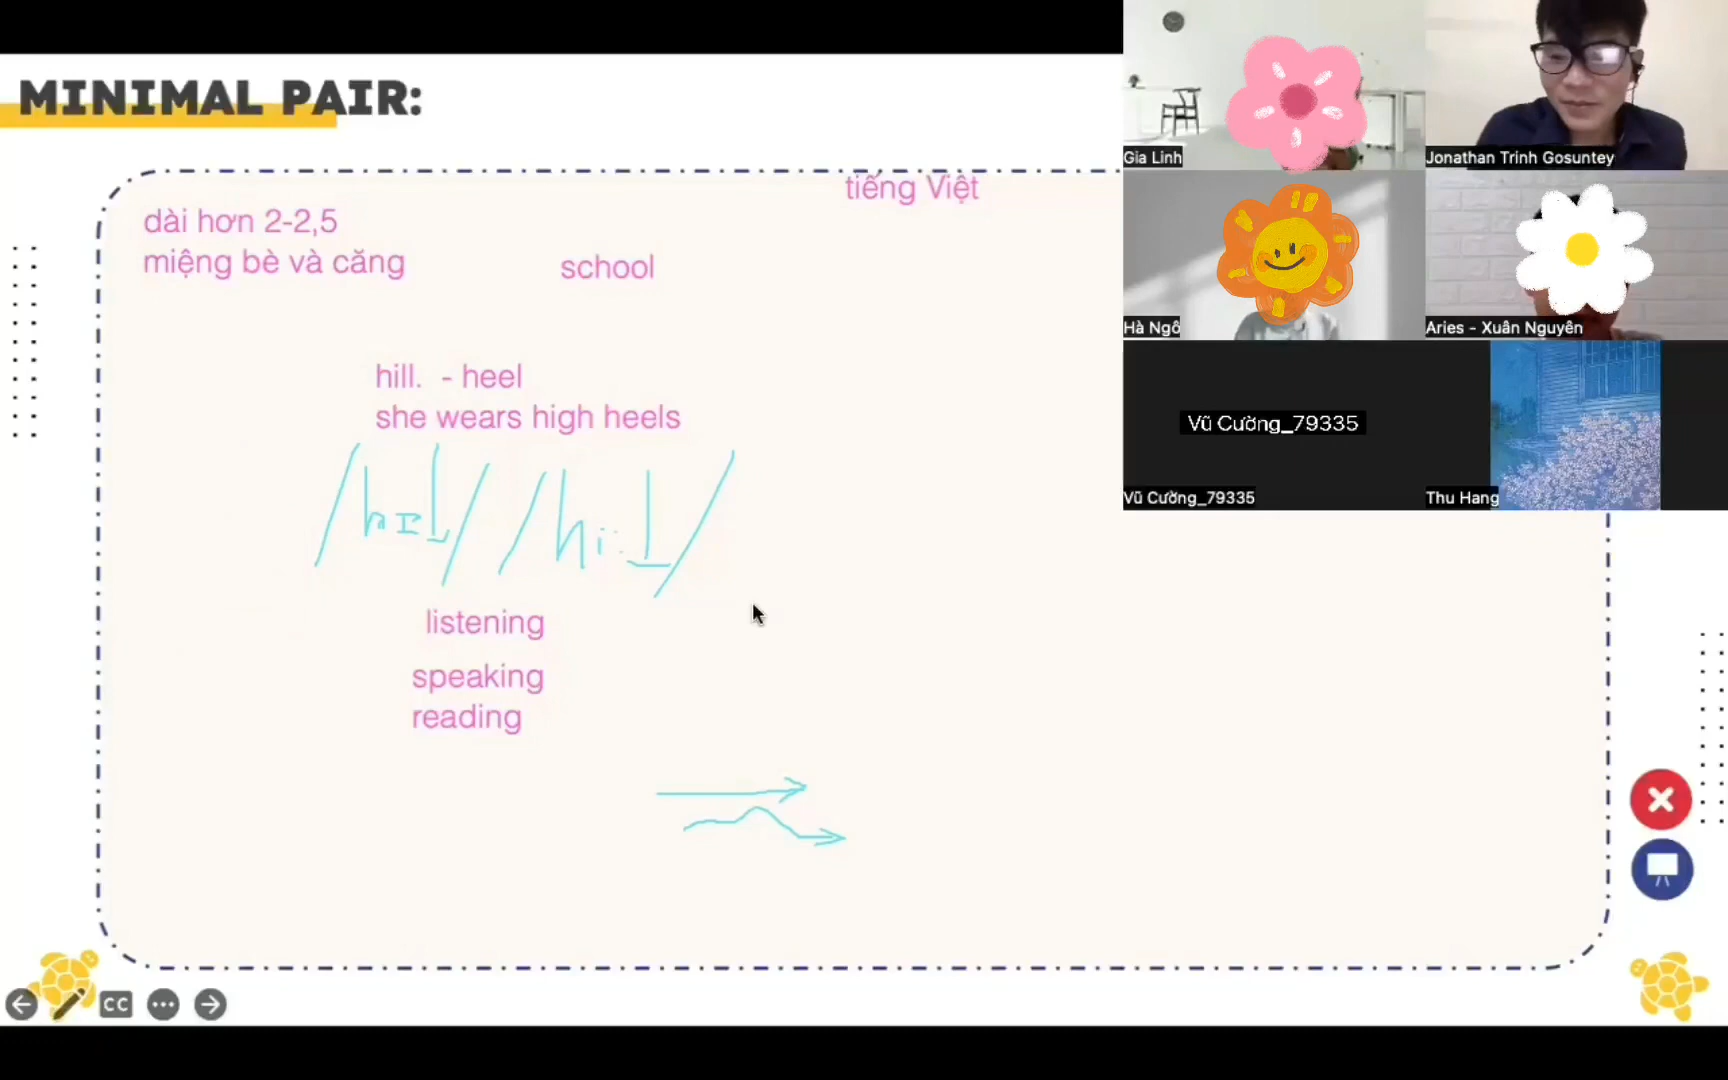 MINIMAL PAIR:
tiếng Việt
dài hơn 2-2,5
miệng bè và căng
school
hill.  - heel
she wears high heels
/hɪl/ /hi:l/
listening
speaking
reading
Gia Linh
Jonathan Trinh Gosuntey
Hà Ngô
Aries - Xuân Nguyên
Vũ Cường_79335
Vũ Cường_79335
Thu Hang
CC